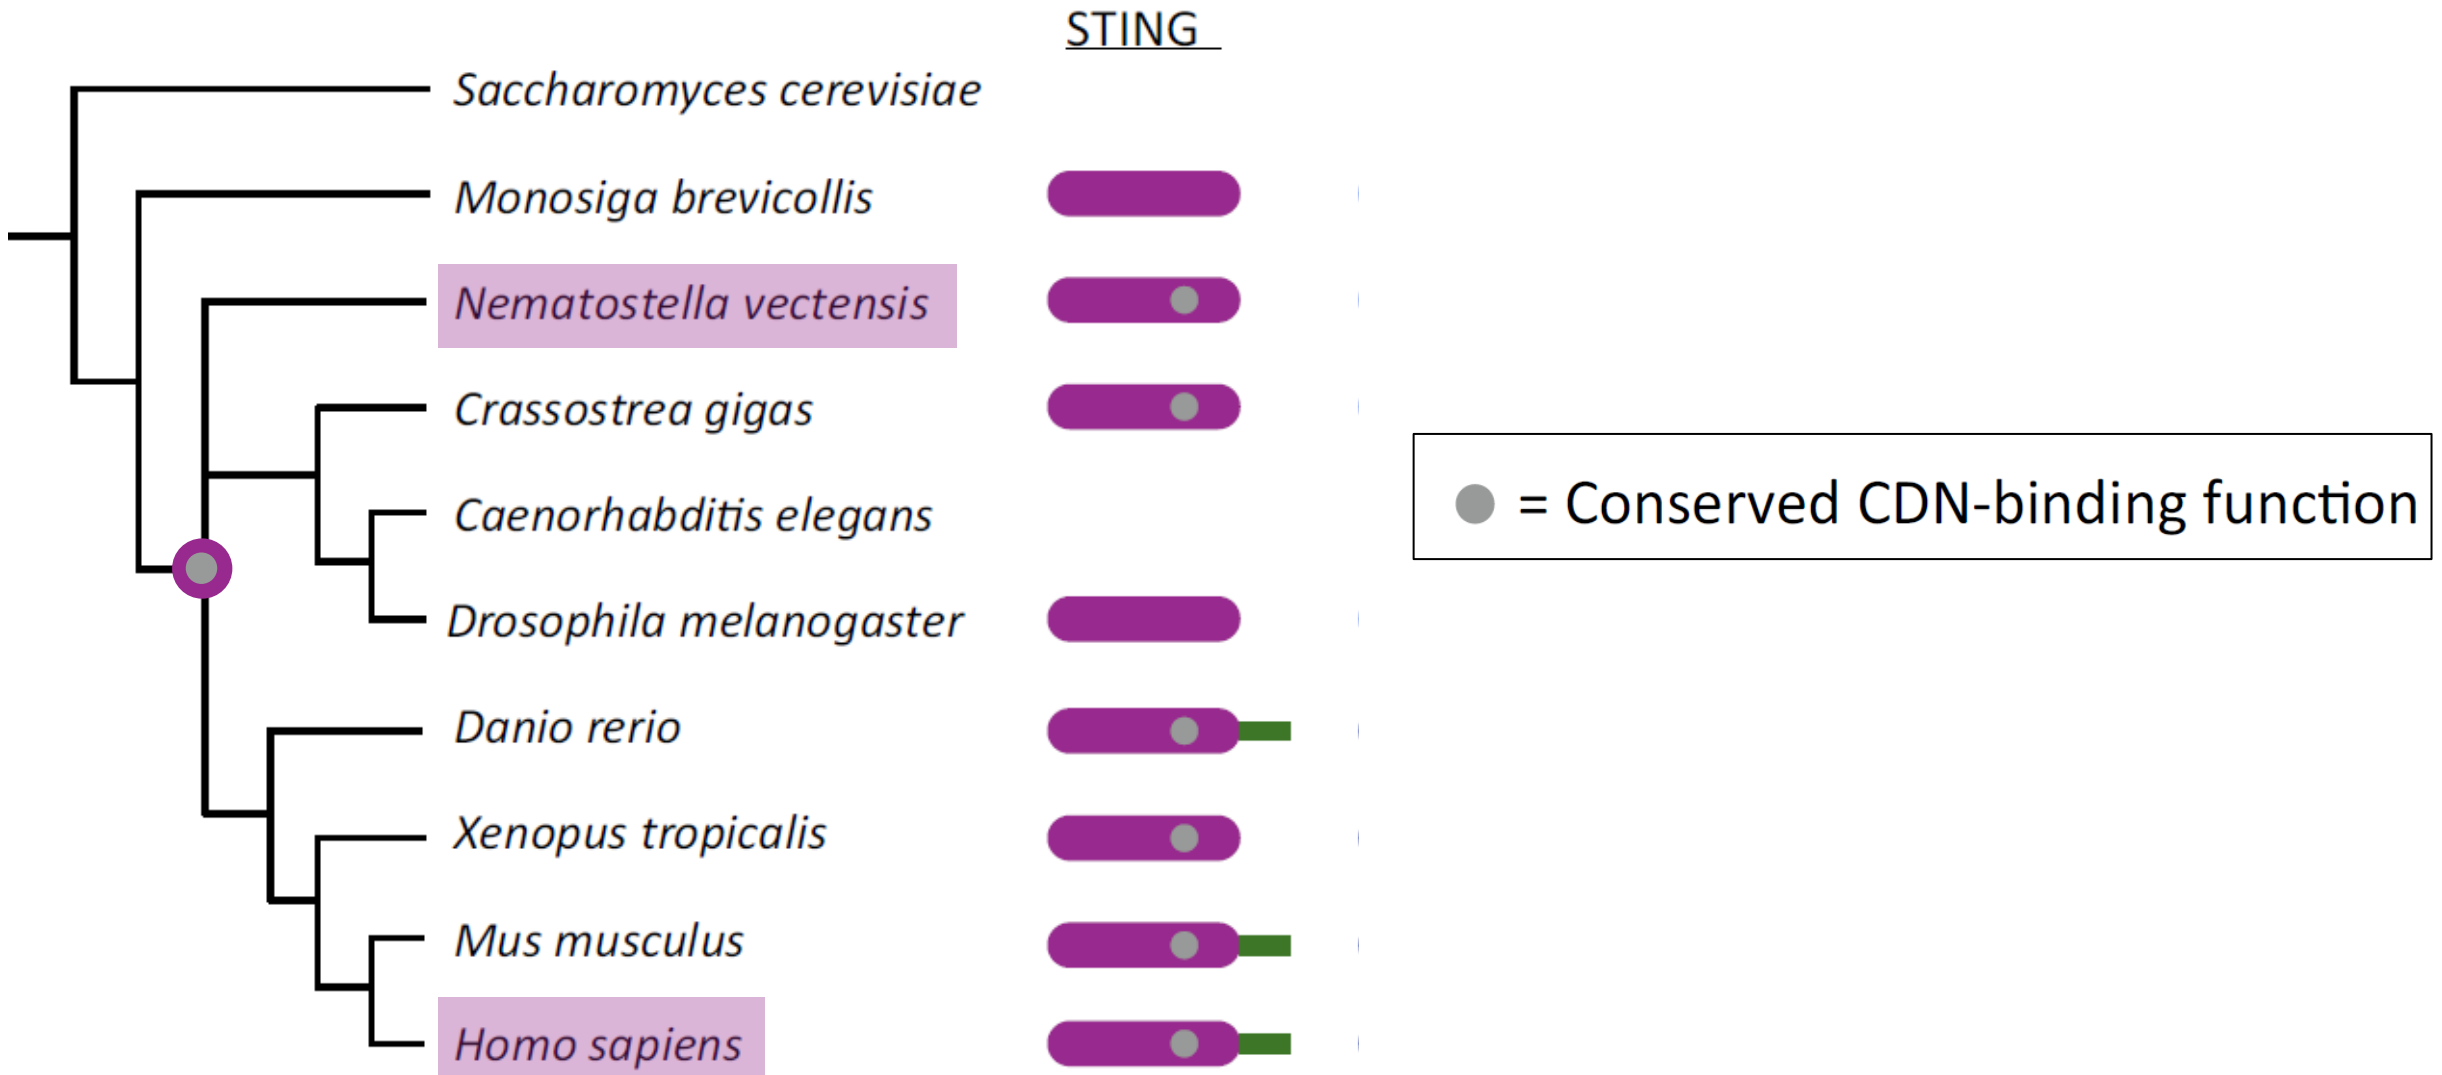 STING
Saccharomyces cerevisiae
Monosiga brevicollis
Nematostella vectensis
Crassostrea gigas
= Conserved CDN-binding function
Caenorhabditis elegans
Drosophila melanogaster
Danio rerio
Xenopus tropicalis
Mus musculus
Homo sapiens